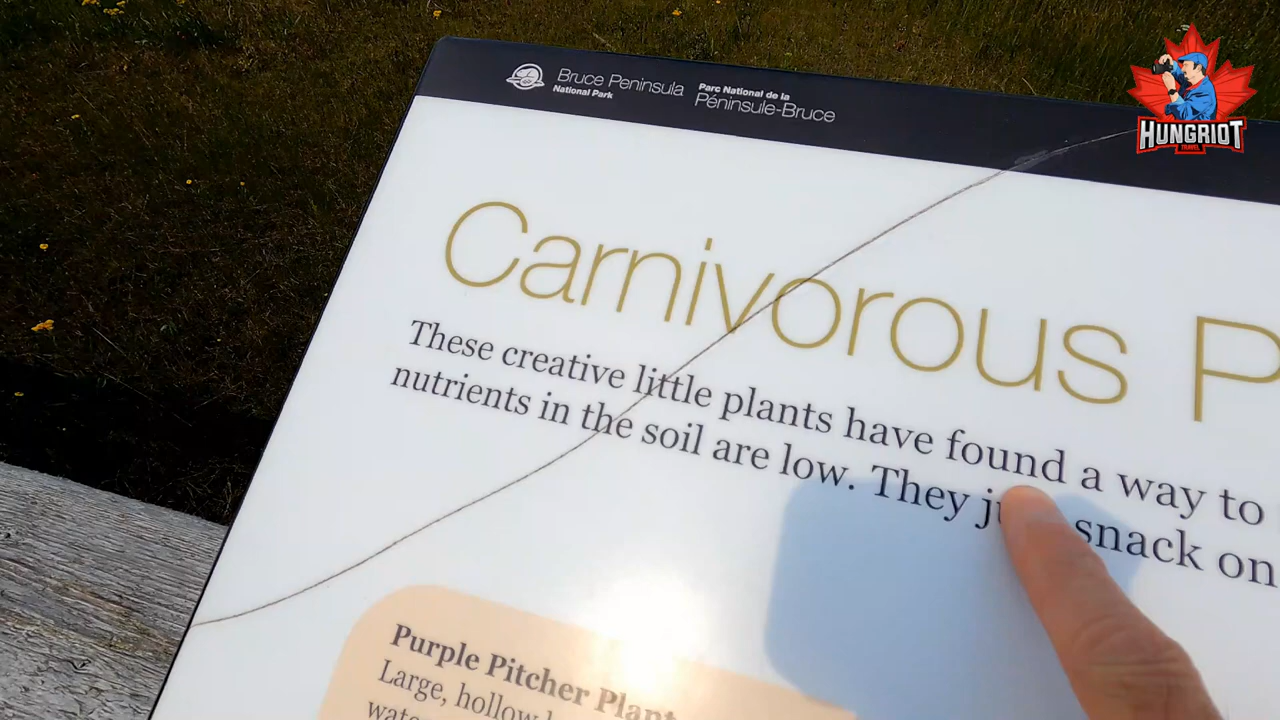 Bruce Peninsula
National Park
Parc National de la
Péninsule-Bruce
HUNGRIOT
TRAVEL
Carnivorous P
These creative little plants have found a way to
nutrients in the soil are low. They snack on
Purple Pitcher Plant
Large, hollow